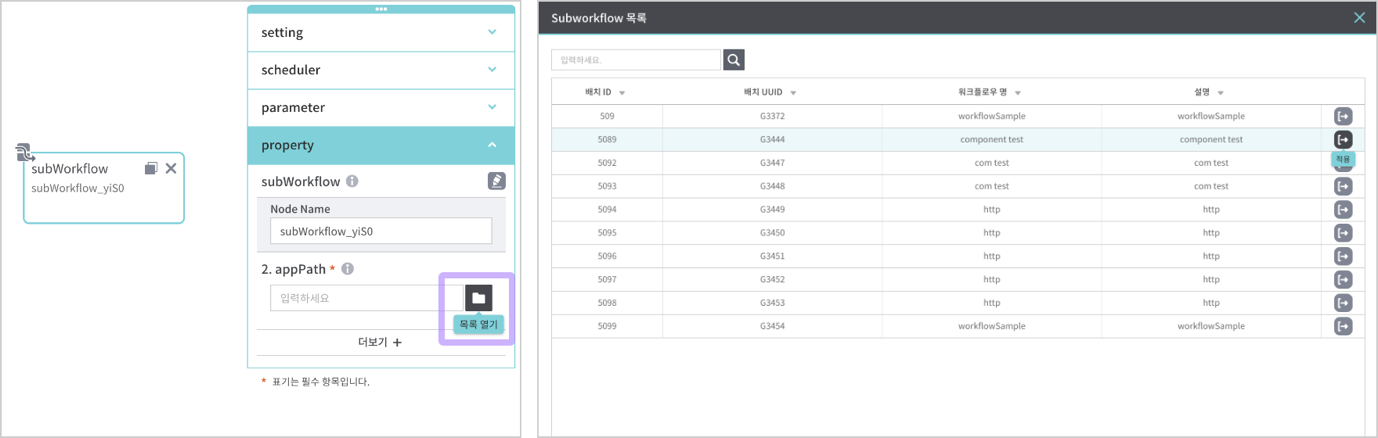 subWorkflow
subWorkflow_yiS0
setting
scheduler
parameter
property
subWorkflow
Node Name
subWorkflow_yiS0
2. appPath *
입력하세요
목록 열기
더보기 +
* 표기는 필수 항목입니다.
Subworkflow 목록
입력하세요.
배치 ID 배치 UUID 워크플로우 명 설명
509 G3372 workflowSample workflowSample
5089 G3444 component test component test
적용
5092 G3447 com test com test
5093 G3448 com test com test
5094 G3449 http http
5095 G3450 http http
5096 G3451 http http
5097 G3452 http http
5098 G3453 http http
5099 G3454 workflowSample workflowSample